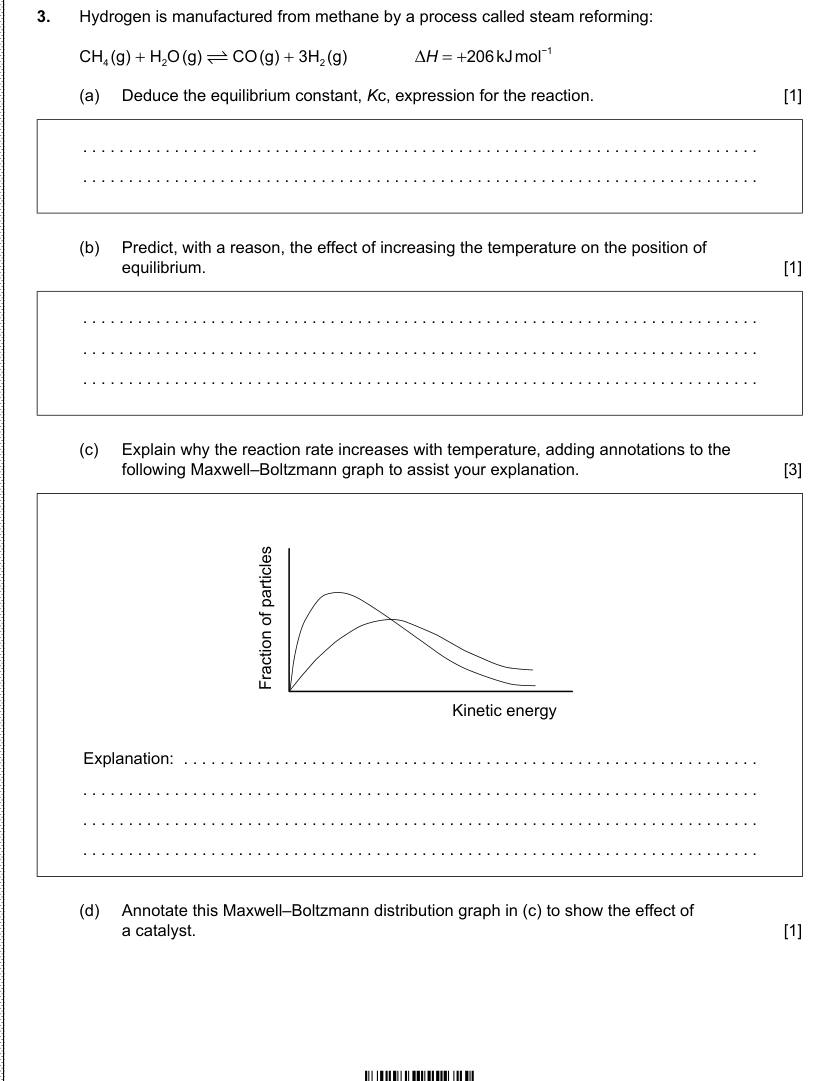 3. Hydrogen is manufactured from methane by a process called steam reforming:
CH₄(g) + H₂O(g) ⇌ CO(g) + 3H₂(g) ΔH = +206 kJ mol⁻¹
(a) Deduce the equilibrium constant, Kc, expression for the reaction. [1]
(b) Predict, with a reason, the effect of increasing the temperature on the position of
equilibrium. [1]
(c) Explain why the reaction rate increases with temperature, adding annotations to the
following Maxwell–Boltzmann graph to assist your explanation. [3]
Fraction of particles
Kinetic energy
Explanation:
(d) Annotate this Maxwell–Boltzmann distribution graph in (c) to show the effect of
a catalyst. [1]